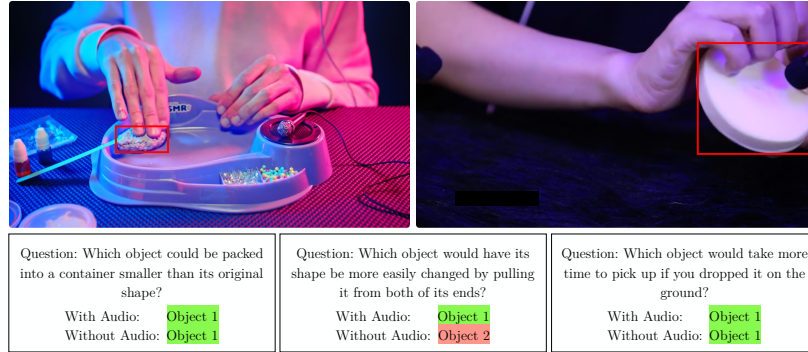 SMR
Question: Which object could be packed
into a container smaller than its original
shape?
With Audio: Object 1
Without Audio: Object 1
Question: Which object would have its
shape be more easily changed by pulling
it from both of its ends?
With Audio: Object 1
Without Audio: Object 2
Question: Which object would take more
time to pick up if you dropped it on the
ground?
With Audio: Object 1
Without Audio: Object 1